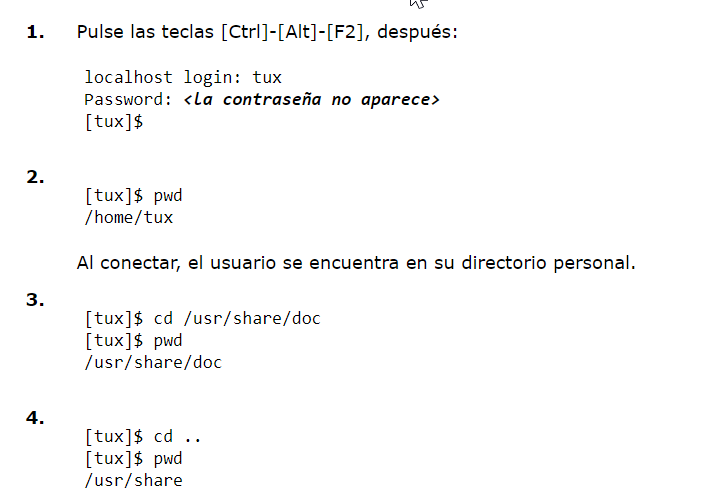 1. Pulse las teclas [Ctrl]-[Alt]-[F2], después:
localhost login: tux
Password: <la contraseña no aparece>
[tux]$
2.
[tux]$ pwd
/home/tux
Al conectar, el usuario se encuentra en su directorio personal.
3.
[tux]$ cd /usr/share/doc
[tux]$ pwd
/usr/share/doc
4.
[tux]$ cd ..
[tux]$ pwd
/usr/share